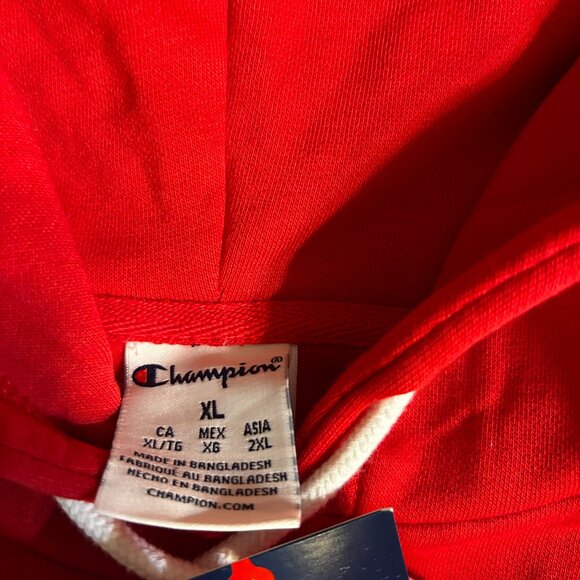 Champion®
XL
CA MEX ASIA
XL/TG XG 2XL
MADE IN BANGLADESH
FABRIQUÉ AU BANGLADESH
HECHO EN BANGLADESH
CHAMPION.COM